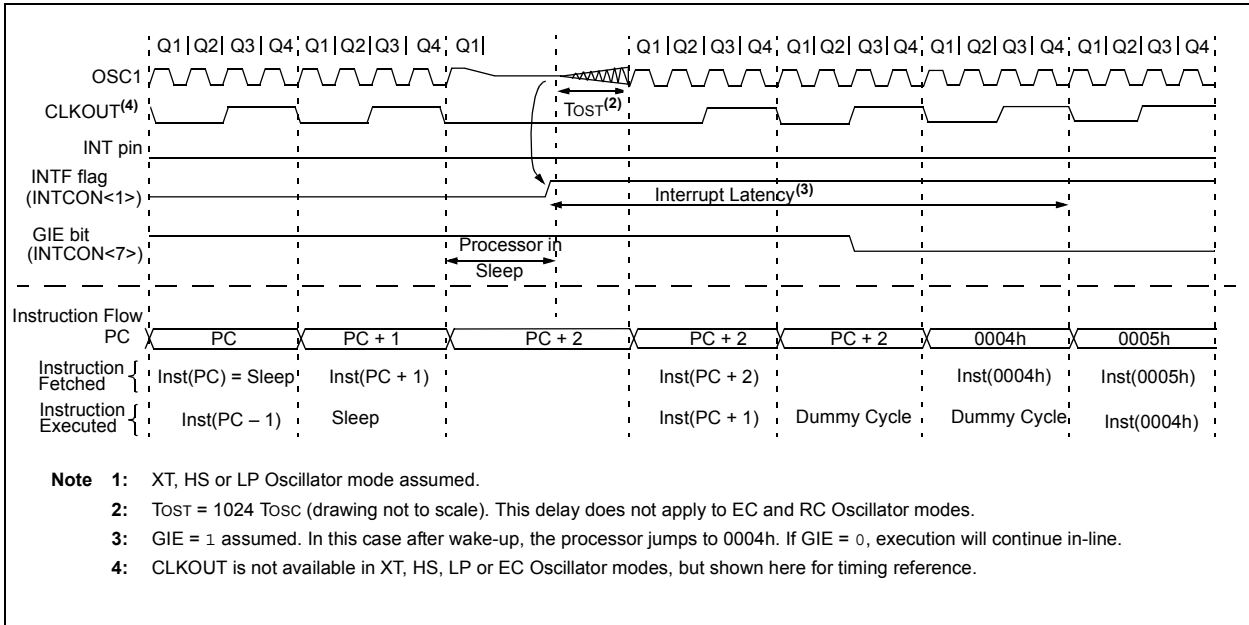 Q1 | Q2 | Q3 | Q4 | Q1 | Q2 | Q3 | Q4 | Q1 | Q1 | Q2 | Q3 | Q4 | Q1 | Q2 | Q3 | Q4 | Q1 | Q2 | Q3 | Q4 | Q1 | Q2 | Q3 | Q4
OSC1
TOST(2)
CLKOUT(4)
INT pin
INTF flag
(INTCON<1>)
Interrupt Latency(3)
GIE bit
(INTCON<7>)
Processor in
Sleep
Instruction Flow
PC PC PC + 1 PC + 2 PC + 2 PC + 2 0004h 0005h
Instruction
Fetched { Inst(PC) = Sleep Inst(PC + 1) Inst(PC + 2) Inst(0004h) Inst(0005h)
Instruction
Executed { Inst(PC – 1) Sleep Inst(PC + 1) Dummy Cycle Dummy Cycle Inst(0004h)
Note 1: XT, HS or LP Oscillator mode assumed.
2: TOST = 1024 TOSC (drawing not to scale). This delay does not apply to EC and RC Oscillator modes.
3: GIE = 1 assumed. In this case after wake-up, the processor jumps to 0004h. If GIE = 0, execution will continue in-line.
4: CLKOUT is not available in XT, HS, LP or EC Oscillator modes, but shown here for timing reference.